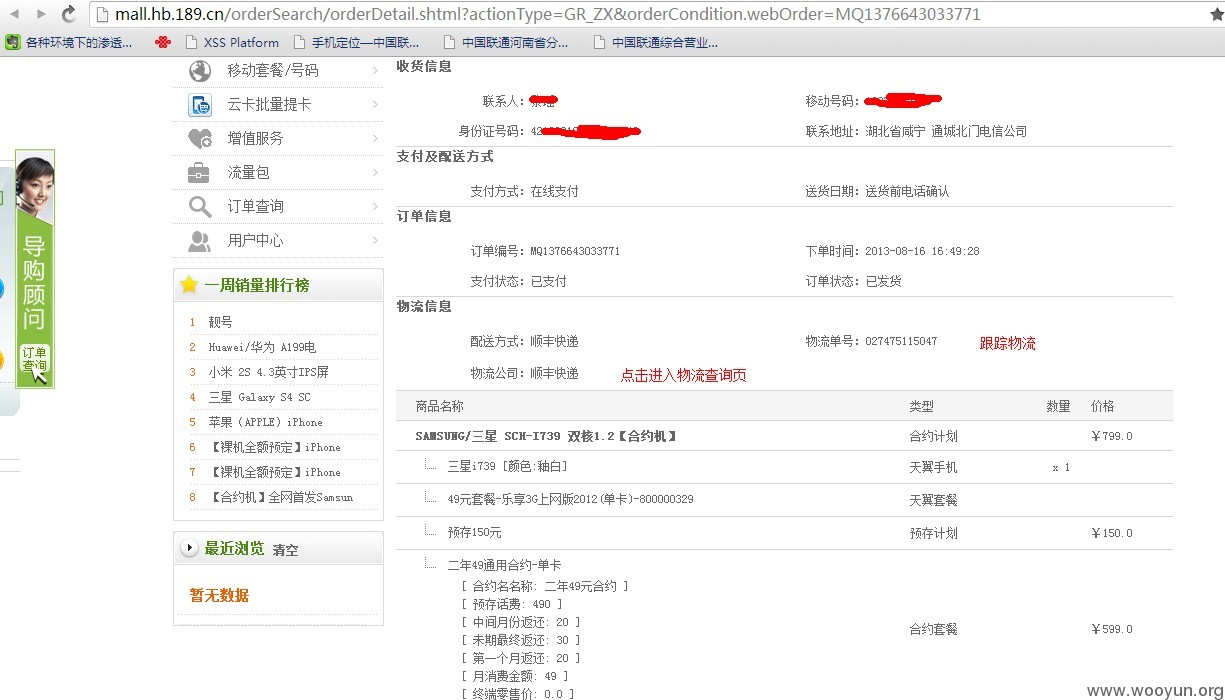 mall.hb.189.cn/orderSearch/orderDetail.shtml?actionType=GR_ZX&orderCondition.webOrder=MQ1376643033771
各种环境下的渗透... XSS Platform 手机定位—中国联... 中国联通河南省分... 中国联通综合营业...
移动套餐/号码
云卡批量提卡
增值服务
流量包
订单查询
用户中心
一周销量排行榜
1 靓号
2 Huawei/华为 A199电
3 小米 2S 4.3英寸IPS屏
4 三星 Galaxy S4 SC
5 苹果（APPLE）iPhone
6 【裸机全额预定】iPhone
7 【裸机全额预定】iPhone
8 【合约机】全网首发Samsun
最近浏览 清空
暂无数据
导购顾问
订单查询
收货信息
联系人： 移动号码：
身份证号码： 联系地址： 湖北省咸宁 通城北门电信公司
支付及配送方式
支付方式： 在线支付 送货日期： 送货前电话确认
订单信息
订单编号： MQ1376643033771 下单时间： 2013-08-16 16:49:28
支付状态： 已支付 订单状态： 已发货
物流信息
配送方式： 顺丰快递 物流单号： 027475115047 跟踪物流
物流公司： 顺丰快递 点击进入物流查询页
商品名称 类型 数量 价格
SAMSUNG/三星 SCH-I739 双核1.2【合约机】 合约计划 ￥799.0
三星i739 [颜色:釉白] 天翼手机 x 1
49元套餐-乐享3G上网版2012(单卡)-800000329 天翼套餐
预存150元 预存计划 ￥150.0
二年49通用合约-单卡
[ 合约名名称: 二年49元合约 ]
[ 预存话费: 490 ]
[ 中间月份返还: 20 ]
[ 未期最终返还: 30 ]
合约套餐 ￥599.0
[ 第一个月返还: 20 ]
[ 月消费金额: 49 ]
[ 终端零售价: 0.0 ]
www.wooyun.org